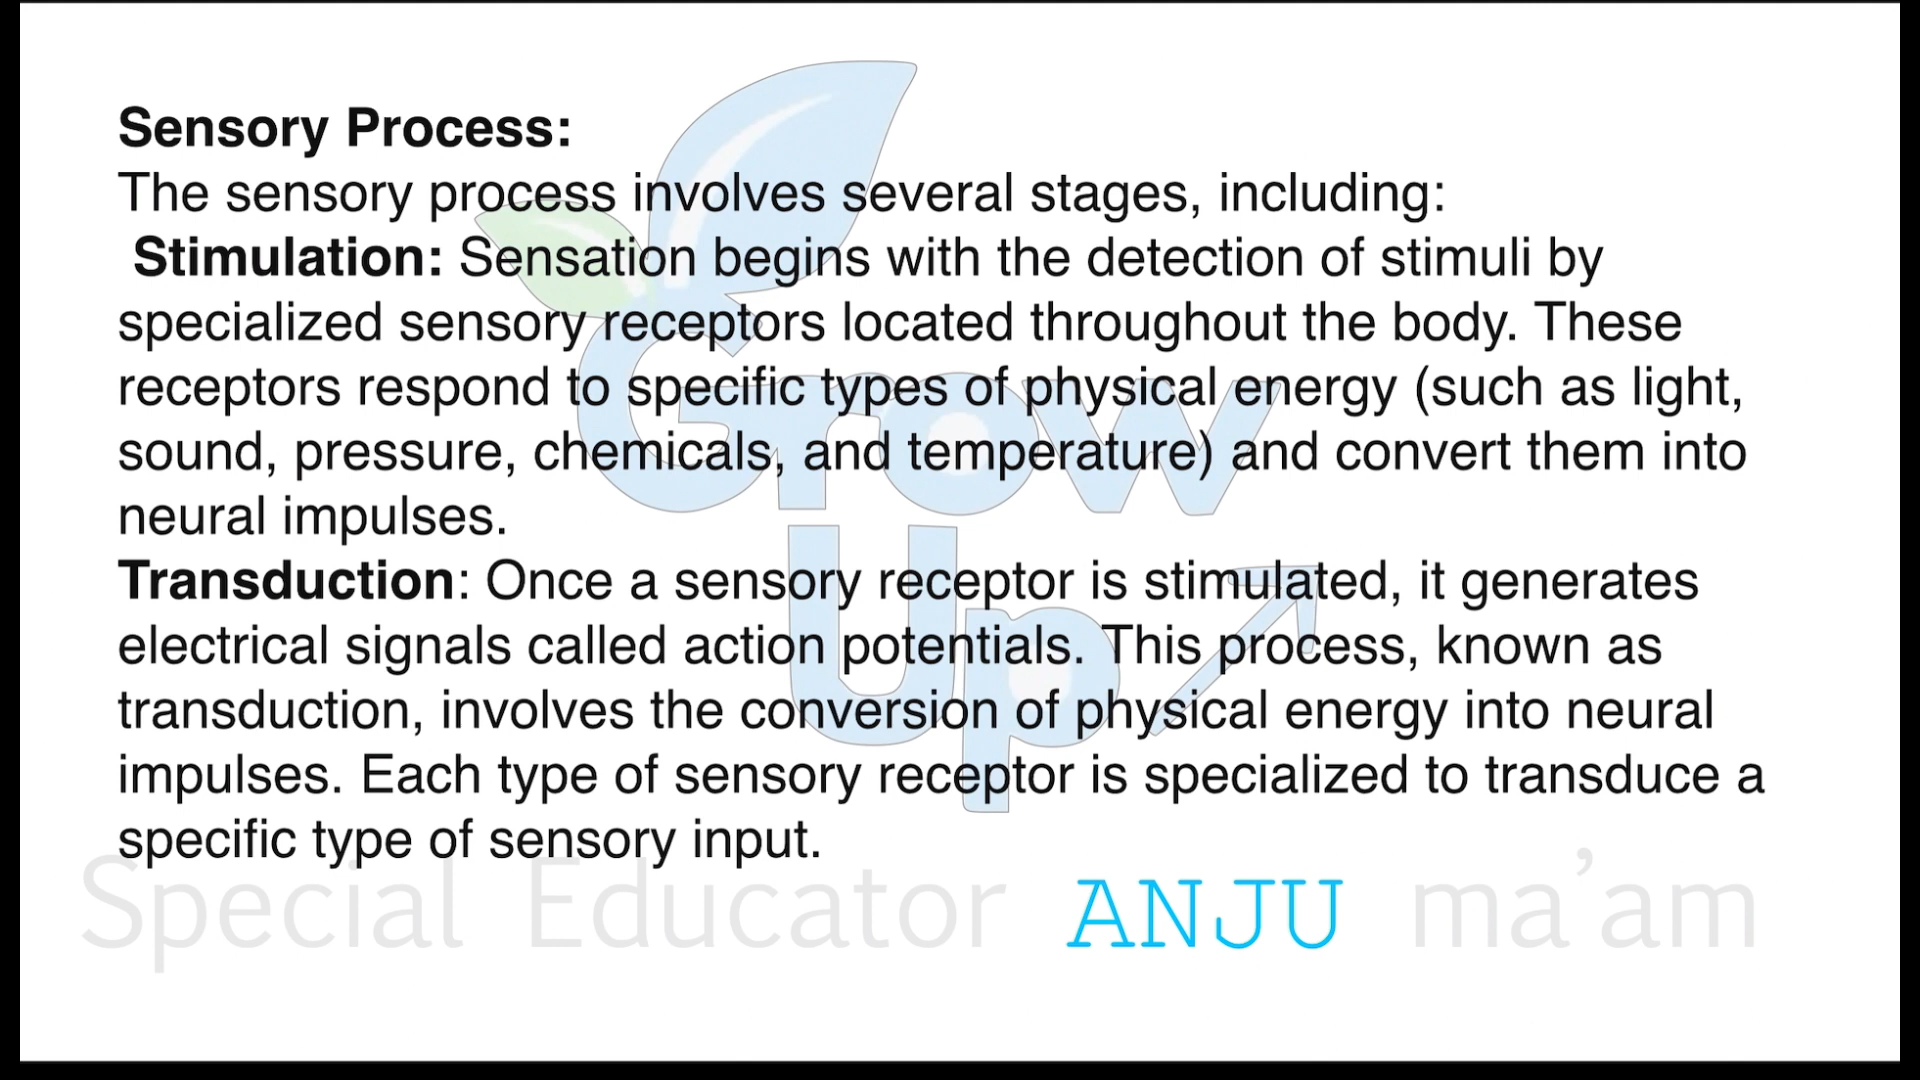 Sensory Process:
The sensory process involves several stages, including:
Stimulation: Sensation begins with the detection of stimuli by
specialized sensory receptors located throughout the body. These
receptors respond to specific types of physical energy (such as light,
sound, pressure, chemicals, and temperature) and convert them into
neural impulses.
Transduction: Once a sensory receptor is stimulated, it generates
electrical signals called action potentials. This process, known as
transduction, involves the conversion of physical energy into neural
impulses. Each type of sensory receptor is specialized to transduce a
specific type of sensory input.
Grow
Up
Special Educator ANJU ma'am